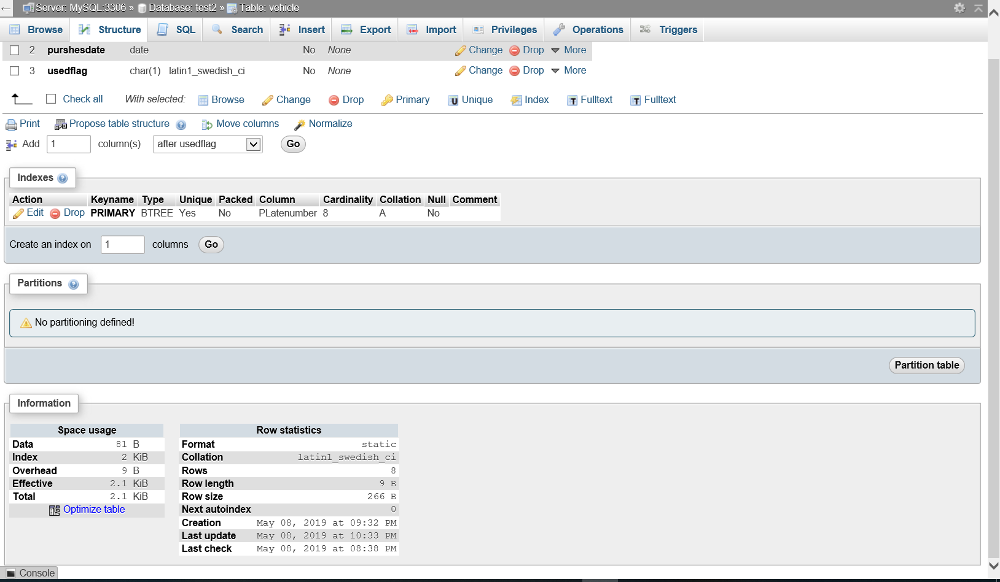 Server: MySQL:3306 » Database: test2 » Table: vehicle
Browse Structure SQL Search Insert Export Import Privileges Operations Triggers
2 purshesdate date No None Change Drop More
3 usedflag char(1) latin1_swedish_ci No None Change Drop More
Check all With selected: Browse Change Drop Primary Unique Index Fulltext Fulltext
Print Propose table structure Move columns Normalize
Add 1 column(s) after usedflag Go
Indexes
Action Keyname Type Unique Packed Column Cardinality Collation Null Comment
Edit Drop PRIMARY BTREE Yes No PLatenumber 8 A No
Create an index on 1 columns Go
Partitions
No partitioning defined!
Partition table
Information
Space usage
Data 81 B
Index 2 KiB
Overhead 9 B
Effective 2.1 KiB
Total 2.1 KiB
Optimize table
Row statistics
Format static
Collation latin1_swedish_ci
Rows 8
Row length 9 B
Row size 266 B
Next autoindex 0
Creation May 08, 2019 at 09:32 PM
Last update May 08, 2019 at 10:33 PM
Last check May 08, 2019 at 08:38 PM
Console